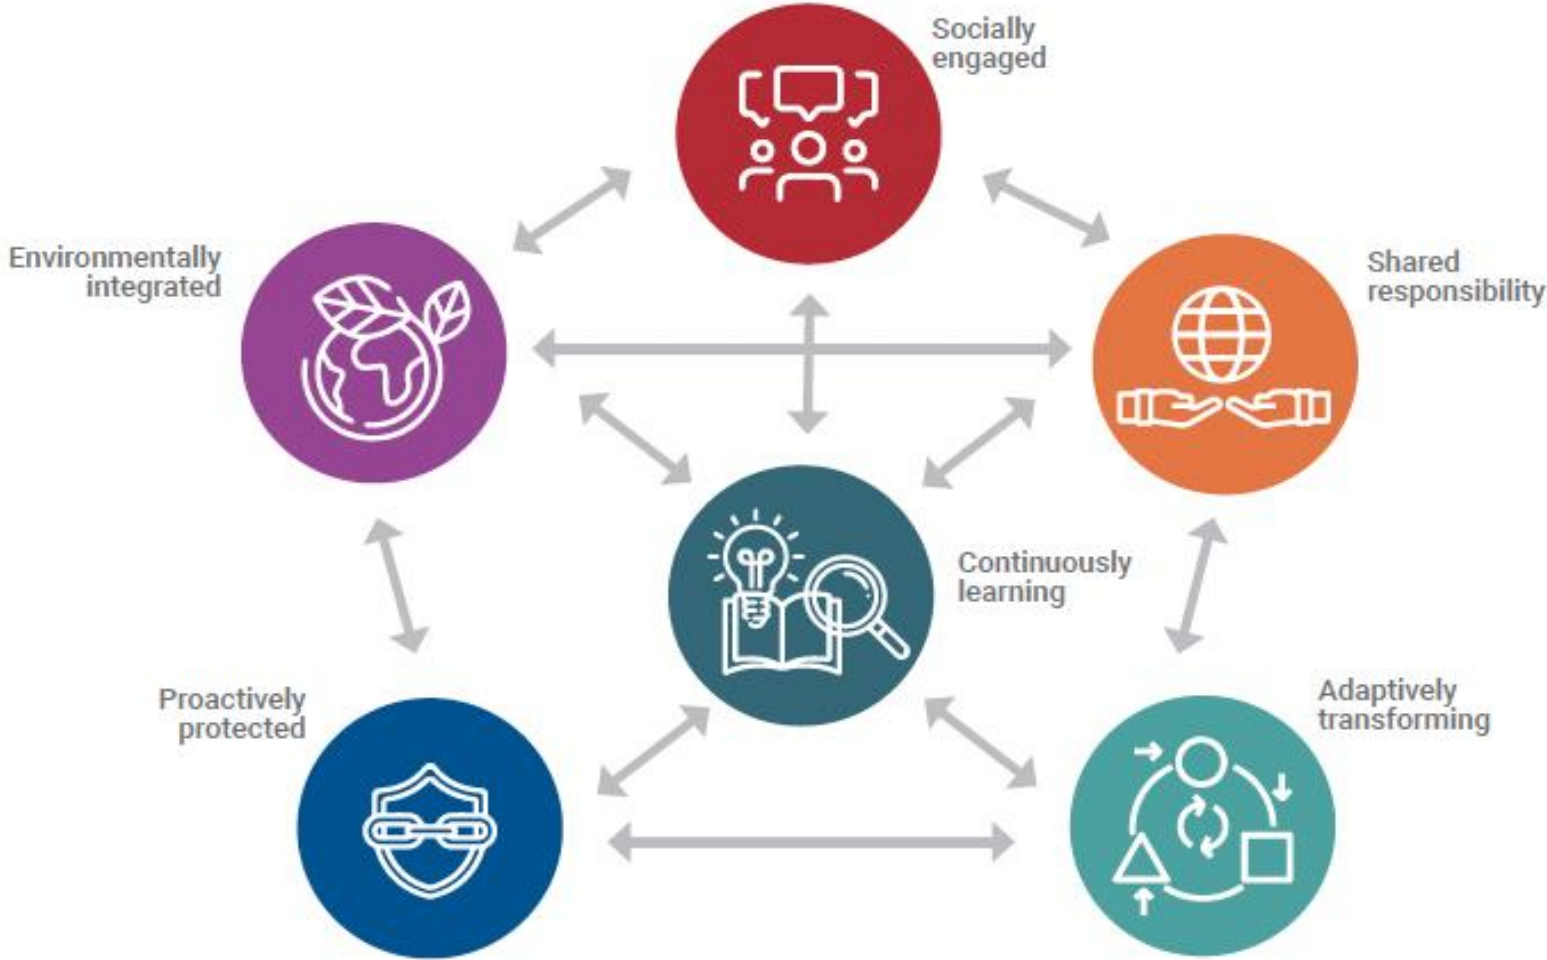 Socially
engaged
Environmentally
integrated
Shared
responsibility
Continuously
learning
Proactively
protected
Adaptively
transforming